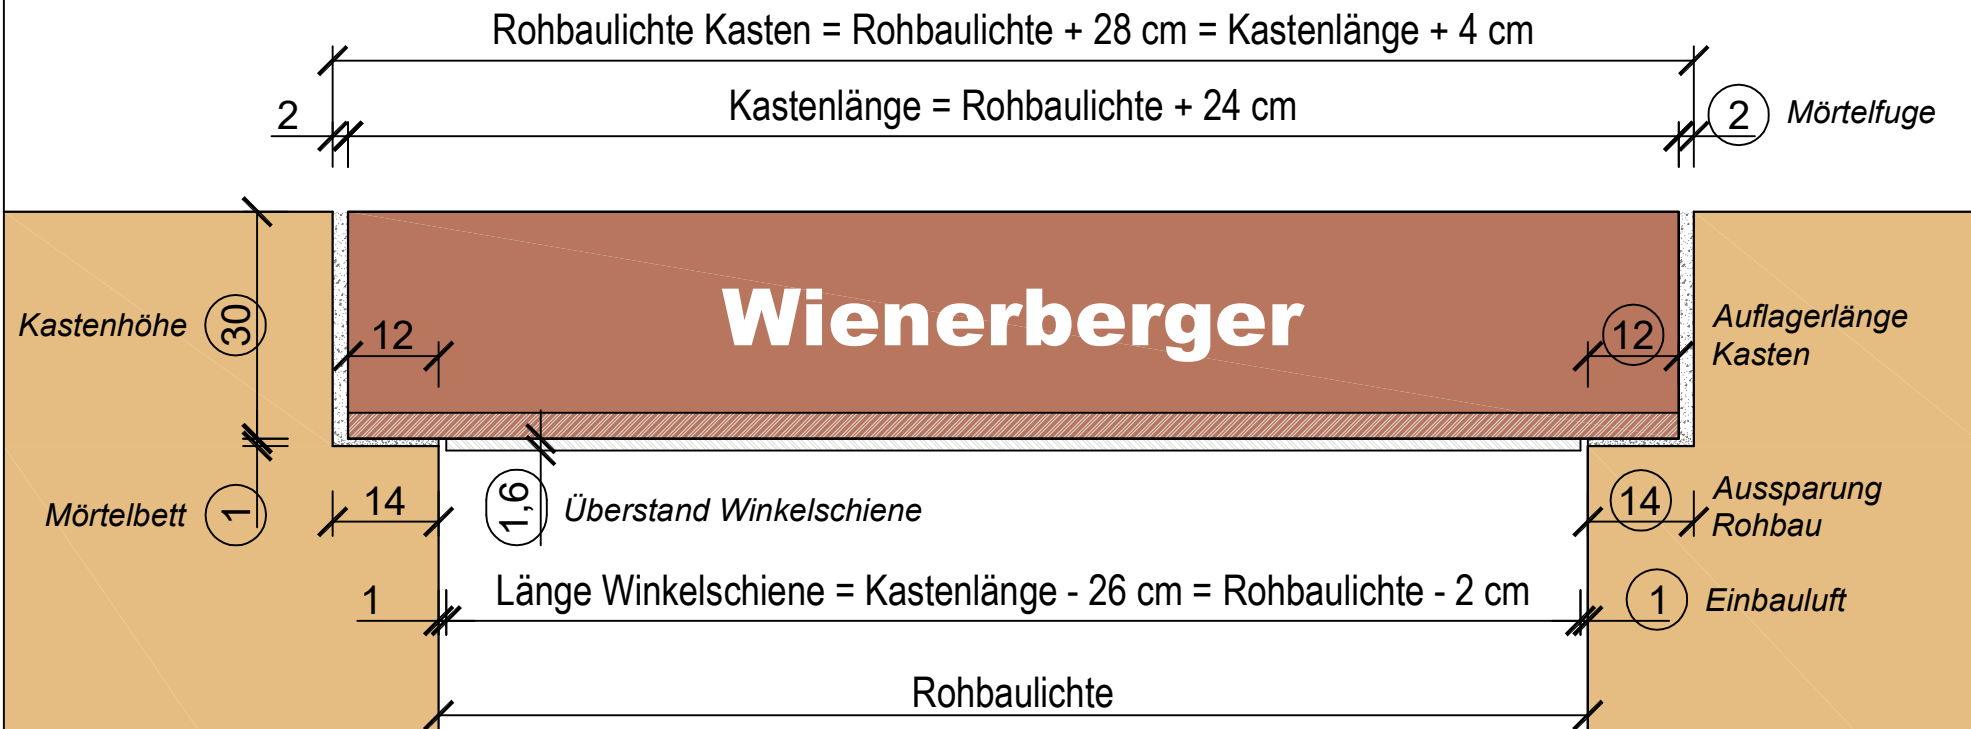 Rohbaulichte Kasten = Rohbaulichte + 28 cm = Kastenlänge + 4 cm
2
Kastenlänge = Rohbaulichte + 24 cm
2 Mörtelfuge
Kastenhöhe 30
12
Wienerberger
12
Auflagerlänge
Kasten
Mörtelbett 1
14
1,6 Überstand Winkelschiene
14
Aussparung
Rohbau
1
Länge Winkelschiene = Kastenlänge - 26 cm = Rohbaulichte - 2 cm
1 Einbauluft
Rohbaulichte